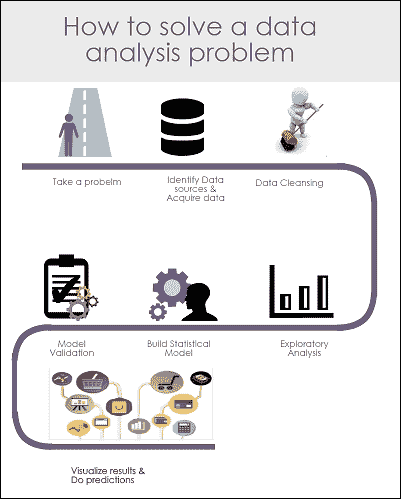 How to solve a data
analysis problem
Take a probelm
Identify Data
sources &
Acquire data
Data Cleansing
Model
Validation
Build Statistical
Model
Exploratory
Analysis
Visualize results &
Do predictions